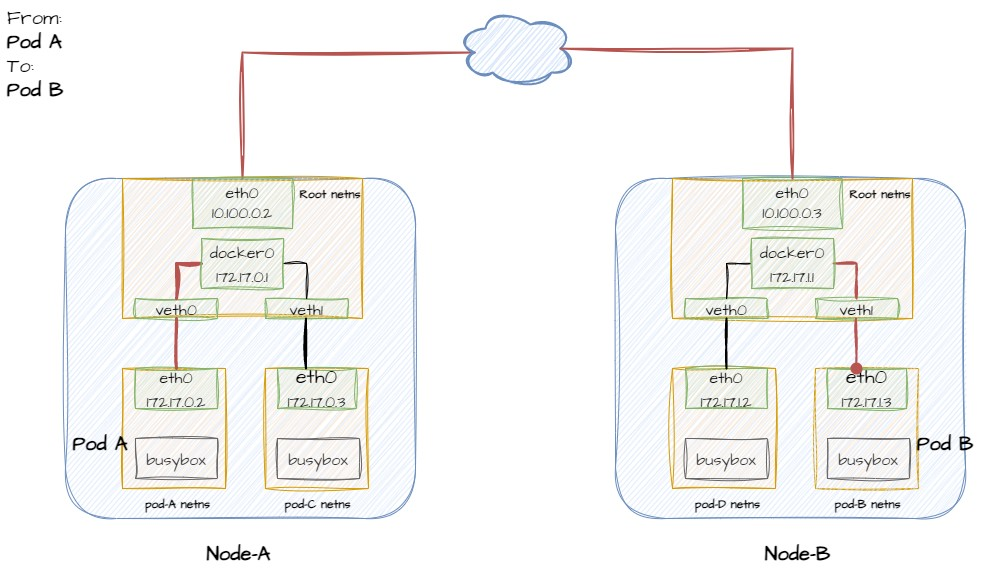 From:
Pod A
To:
Pod B
eth0
10.100.0.2
Root netns
docker0
172.17.0.1
veth0
veth1
eth0
172.17.0.2
eth0
172.17.0.3
Pod A
busybox
busybox
pod-A netns
pod-C netns
Node-A
eth0
10.100.0.3
Root netns
docker0
172.17.1.1
veth0
veth1
eth0
172.17.1.2
eth0
172.17.1.3
busybox
busybox
Pod B
pod-D netns
pod-B netns
Node-B